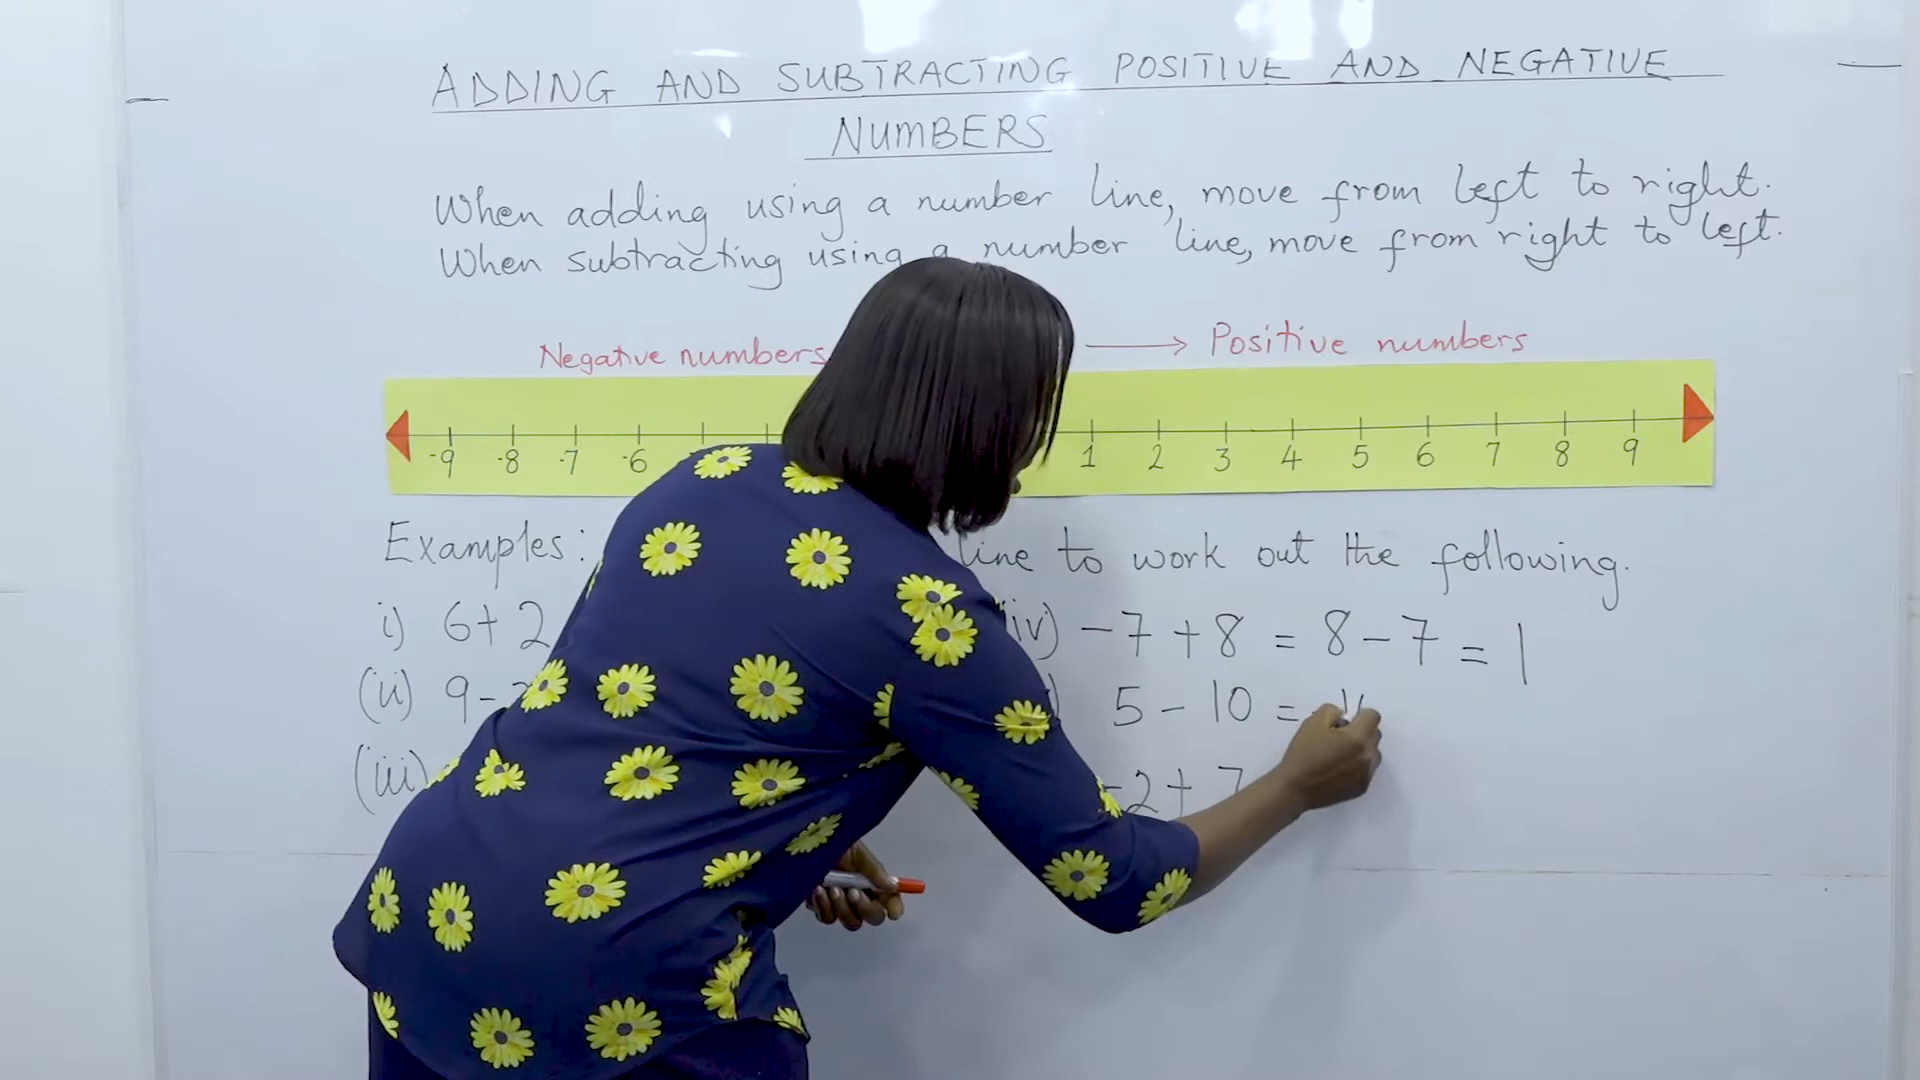 ADDING AND SUBTRACTING POSITIVE AND NEGATIVE
NUMBERS
When adding using a number line, move from left to right.
When subtracting using a number line, move from right to left.
Negative numbers → Positive numbers
-9 -8 -7 -6 1 2 3 4 5 6 7 8 9
Examples: line to work out the following.
i) 6+2
(ii) 9-
(iii)
iv) -7+8 = 8-7 = 1
5-10 = -
-2+7